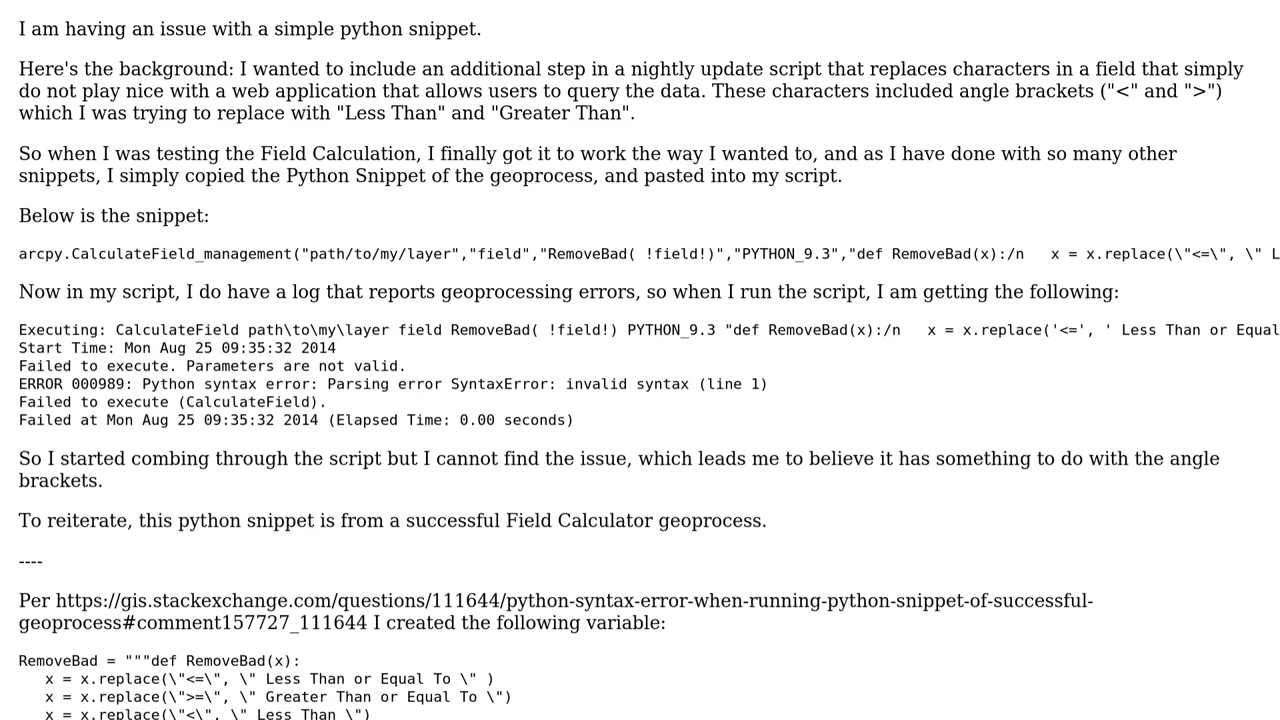 I am having an issue with a simple python snippet.
Here's the background: I wanted to include an additional step in a nightly update script that replaces characters in a field that simply
do not play nice with a web application that allows users to query the data. These characters included angle brackets ("<" and ">")
which I was trying to replace with "Less Than" and "Greater Than".
So when I was testing the Field Calculation, I finally got it to work the way I wanted to, and as I have done with so many other
snippets, I simply copied the Python Snippet of the geoprocess, and pasted into my script.
Below is the snippet:
arcpy.CalculateField_management("path/to/my/layer","field","RemoveBad( !field!)","PYTHON_9.3","def RemoveBad(x):/n   x = x.replace(\"<=\", \" L
Now in my script, I do have a log that reports geoprocessing errors, so when I run the script, I am getting the following:
Executing: CalculateField path\to\my\layer field RemoveBad( !field!) PYTHON_9.3 "def RemoveBad(x):/n   x = x.replace('<=', ' Less Than or Equal
Start Time: Mon Aug 25 09:35:32 2014
Failed to execute. Parameters are not valid.
ERROR 000989: Python syntax error: Parsing error SyntaxError: invalid syntax (line 1)
Failed to execute (CalculateField).
Failed at Mon Aug 25 09:35:32 2014 (Elapsed Time: 0.00 seconds)
So I started combing through the script but I cannot find the issue, which leads me to believe it has something to do with the angle
brackets.
To reiterate, this python snippet is from a successful Field Calculator geoprocess.
----
Per https://gis.stackexchange.com/questions/111644/python-syntax-error-when-running-python-snippet-of-successful-
geoprocess#comment157727_111644 I created the following variable:
RemoveBad = """def RemoveBad(x):
   x = x.replace(\"<=\", \" Less Than or Equal To \" )
   x = x.replace(\">=\", \" Greater Than or Equal To \")
   x = x.replace(\"<\", \" Less Than \")